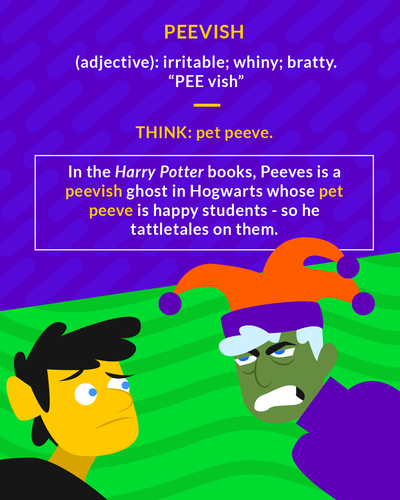 PEEVISH
(adjective): irritable; whiny; bratty.
“PEE vish”
THINK: pet peeve.
In the Harry Potter books, Peeves is a
peevish ghost in Hogwarts whose pet
peeve is happy students - so he
tattletales on them.